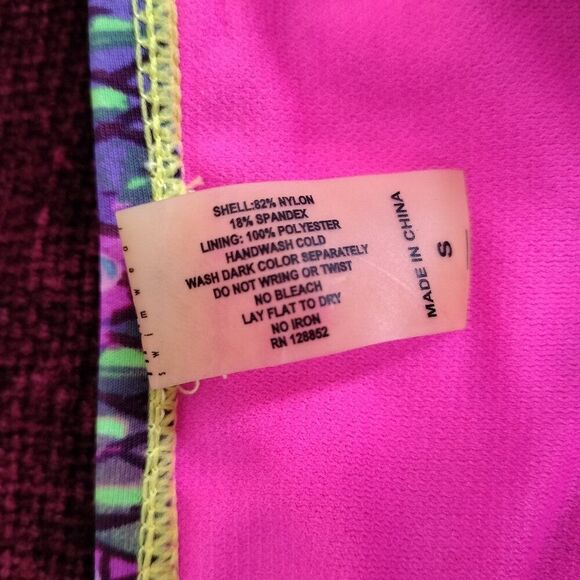 SHELL:82% NYLON
18% SPANDEX
LINING: 100% POLYESTER
HANDWASH COLD
WASH DARK COLOR SEPARATELY
DO NOT WRING OR TWIST
NO BLEACH
LAY FLAT TO DRY
NO IRON
RN 128852
MADE IN CHINA
S
swimwear